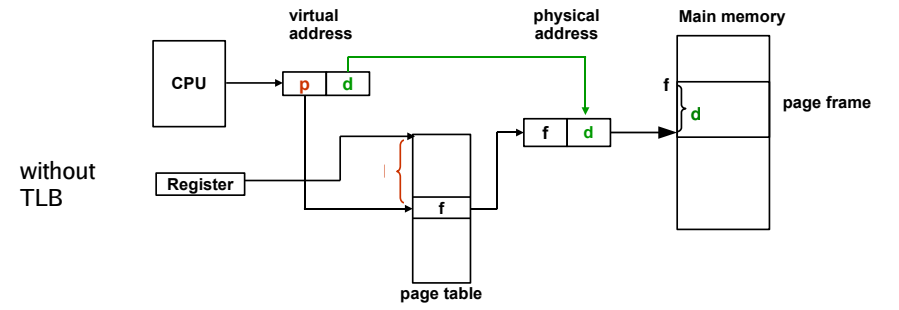 virtual
address
physical
address
Main memory
CPU
p d
f
d
page frame
f d
without
TLB
Register
f
page table